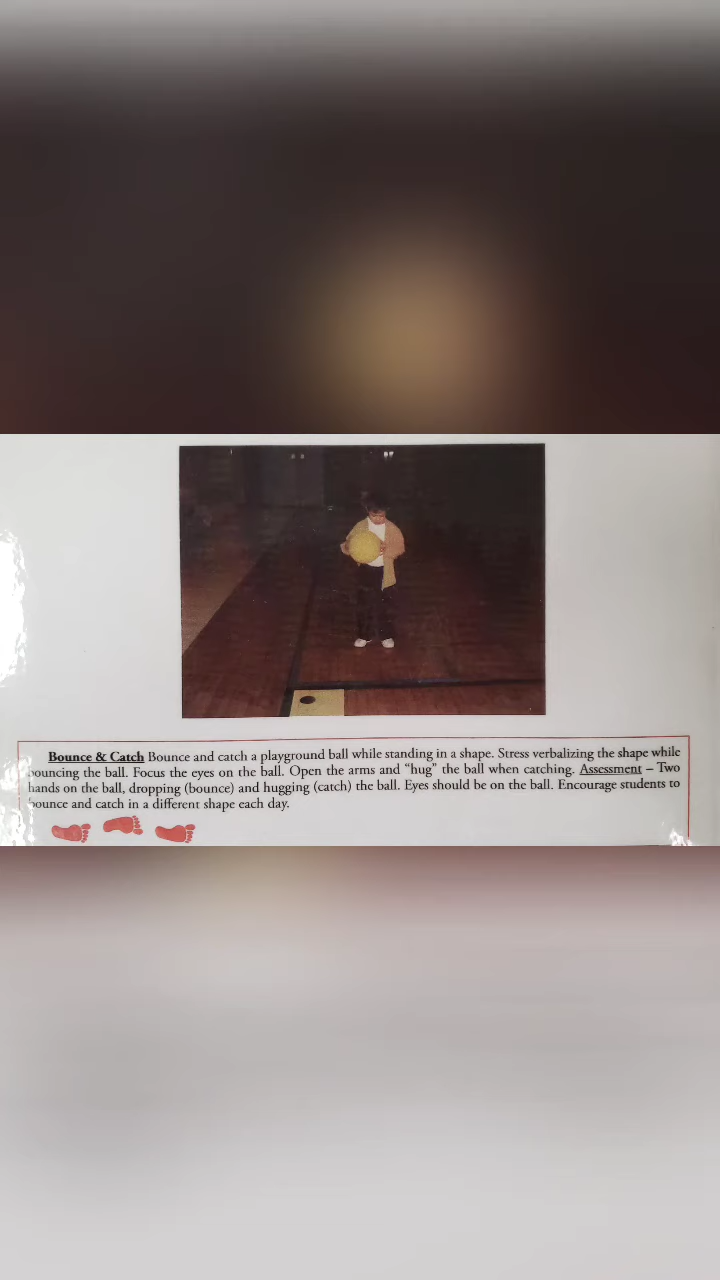 Bounce & Catch Bounce and catch a playground ball while standing in a shape. Stress verbalizing the shape while
bouncing the ball. Focus the eyes on the ball. Open the arms and “hug” the ball when catching. Assessment – Two
hands on the ball, dropping (bounce) and hugging (catch) the ball. Eyes should be on the ball. Encourage students to
bounce and catch in a different shape each day.